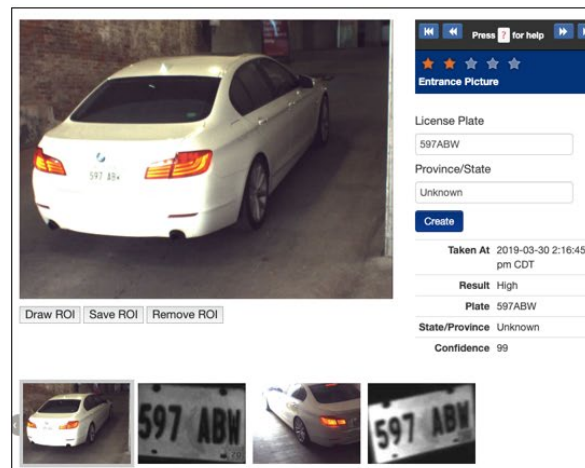 Press ? for help
Entrance Picture
License Plate
597ABW
Province/State
Unknown
Create
Taken At 2019-03-30 2:16:45
pm CDT
Result High
Plate 597ABW
State/Province Unknown
Confidence 99
Draw ROI Save ROI Remove ROI
597 ABW
597 ABW